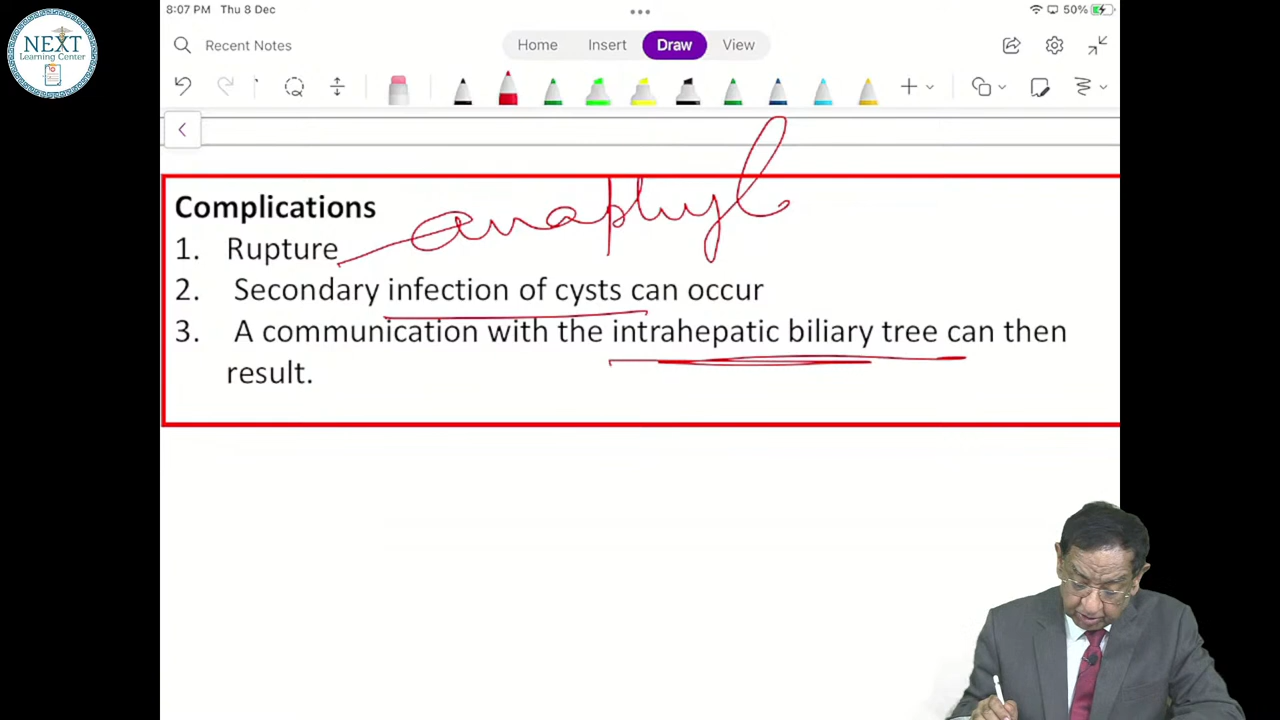 8:07 PM Thu 8 Dec
50%
NEXT
Learning Center
Recent Notes
Home Insert Draw View
Complications
anaphyl
1. Rupture
2. Secondary infection of cysts can occur
3. A communication with the intrahepatic biliary tree can then
result.